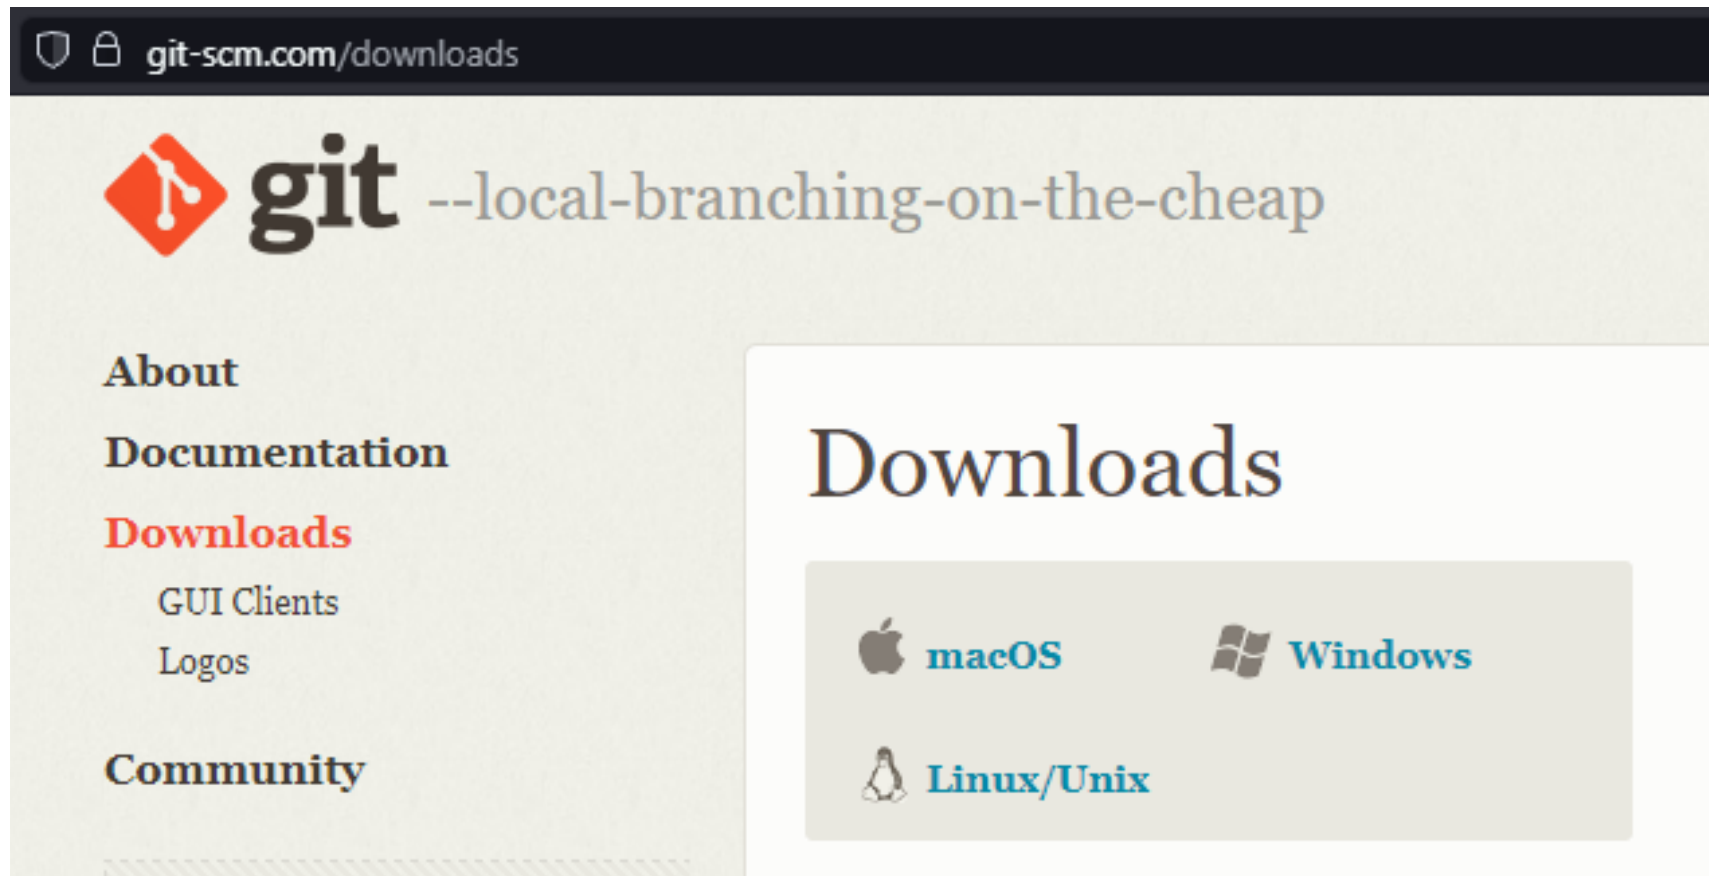 git-scm.com/downloads
git --local-branching-on-the-cheap
About
Documentation
Downloads
GUI Clients
Logos
Community
Downloads
macOS
Windows
Linux/Unix